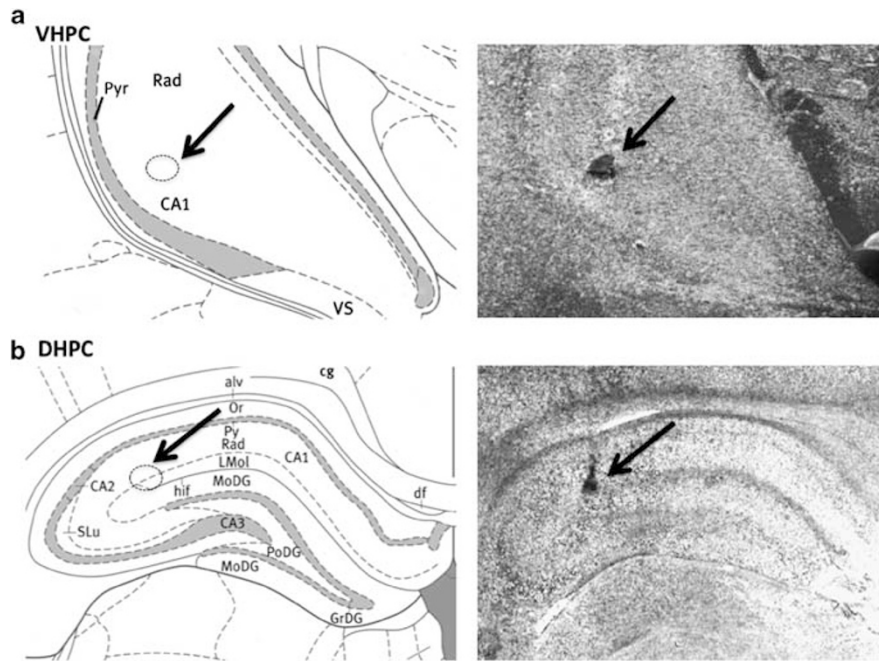 a
VHPC
Rad
Pyr
CA1
VS
b DHPC
cg
alv
Or
Py
Rad
CA1
LMol
CA2
hif
MoDG
df
SLu
CA3
PoDG
MoDG
GrDG